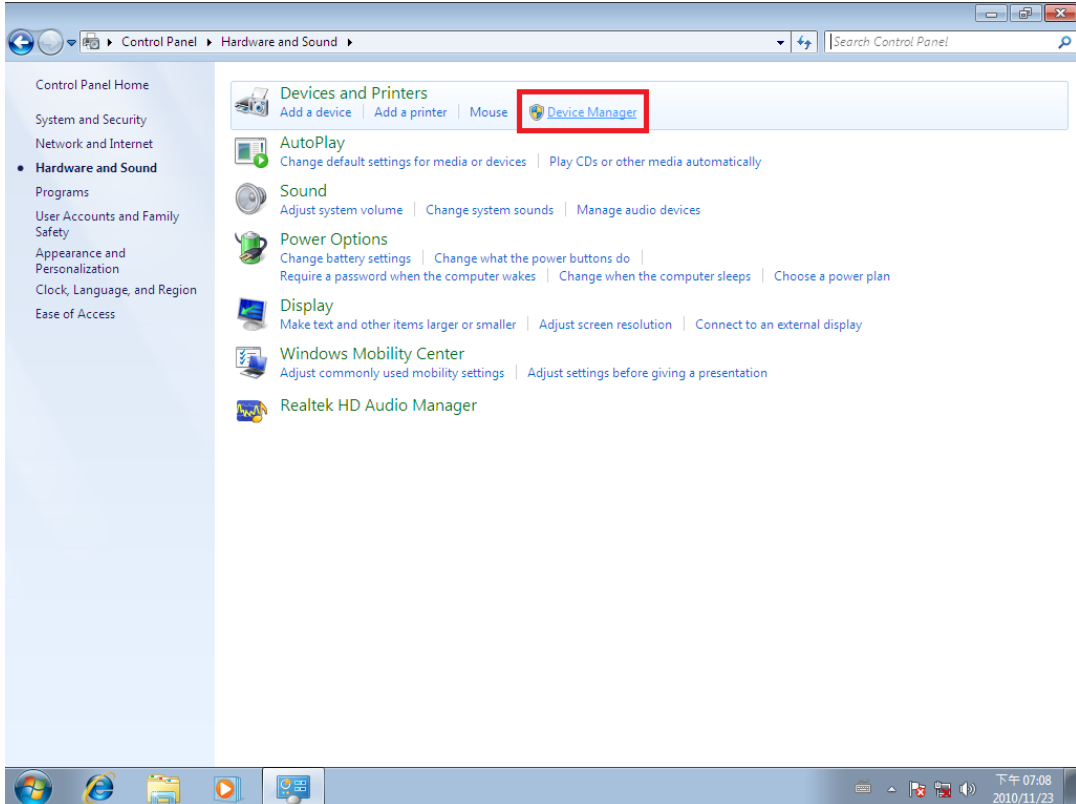 Control Panel Hardware and Sound
Search Control Panel
Control Panel Home
System and Security
Network and Internet
Hardware and Sound
Programs
User Accounts and Family
Safety
Appearance and
Personalization
Clock, Language, and Region
Ease of Access
Devices and Printers
Add a device Add a printer Mouse Device Manager
AutoPlay
Change default settings for media or devices Play CDs or other media automatically
Sound
Adjust system volume Change system sounds Manage audio devices
Power Options
Change battery settings Change what the power buttons do
Require a password when the computer wakes Change when the computer sleeps Choose a power plan
Display
Make text and other items larger or smaller Adjust screen resolution Connect to an external display
Windows Mobility Center
Adjust commonly used mobility settings Adjust settings before giving a presentation
Realtek HD Audio Manager
下午 07:08
2010/11/23